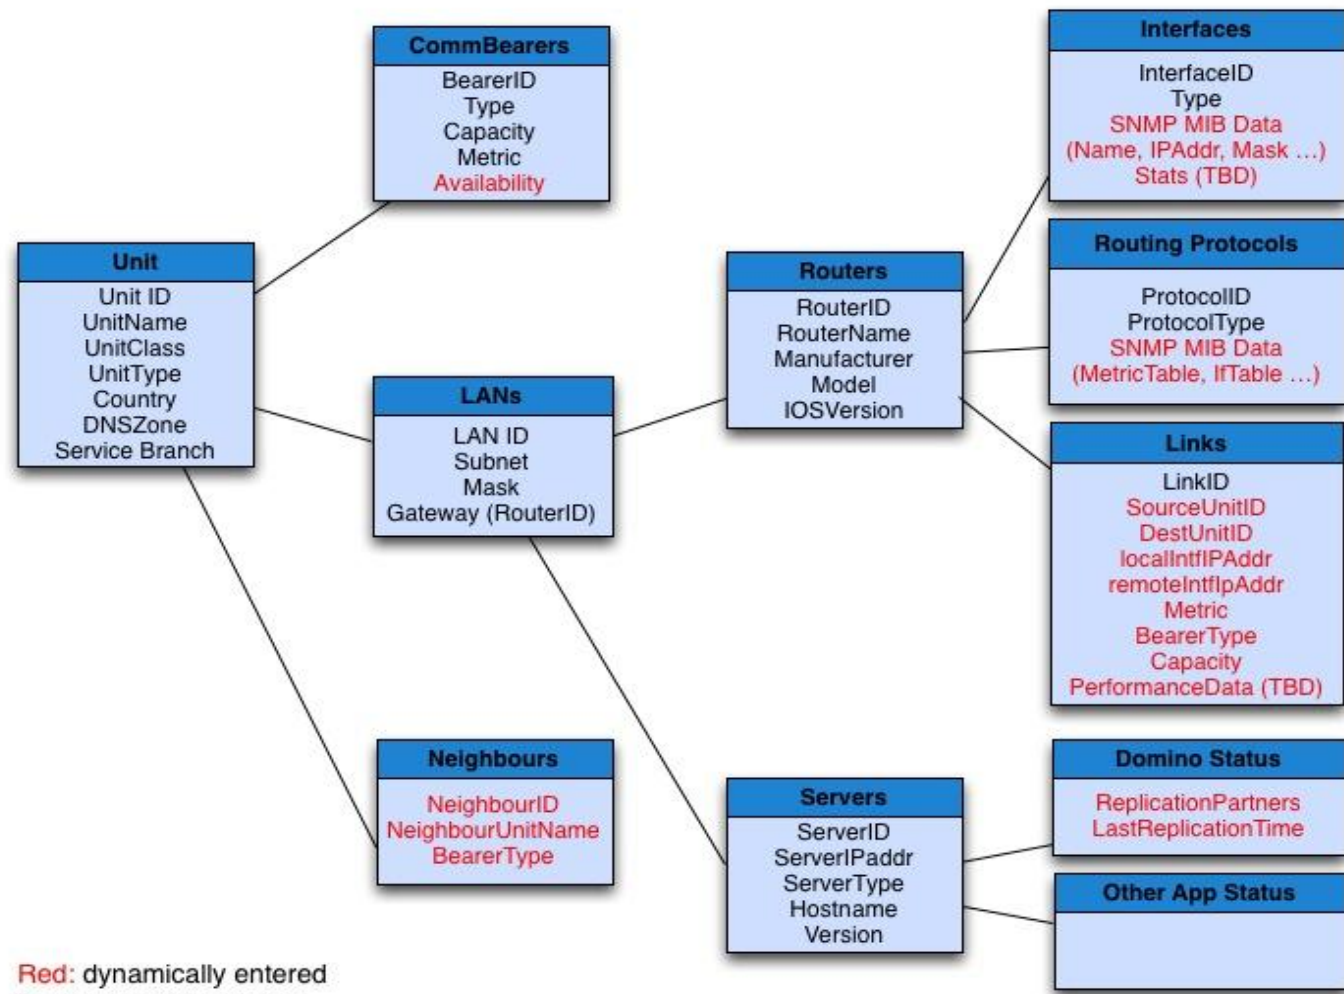 CommBearers
BearerID
Type
Capacity
Metric
Availability
Unit
Unit ID
UnitName
UnitClass
UnitType
Country
DNSZone
Service Branch
LANs
LAN ID
Subnet
Mask
Gateway (RouterID)
Neighbours
NeighbourID
NeighbourUnitName
BearerType
Routers
RouterID
RouterName
Manufacturer
Model
IOSVersion
Servers
ServerID
ServerIPaddr
ServerType
Hostname
Version
Interfaces
InterfaceID
Type
SNMP MIB Data
(Name, IPAddr, Mask ...)
Stats (TBD)
Routing Protocols
ProtocolID
ProtocolType
SNMP MIB Data
(MetricTable, IfTable ...)
Links
LinkID
SourceUnitID
DestUnitID
localIntfIPAddr
remoteIntfIpAddr
Metric
BearerType
Capacity
PerformanceData (TBD)
Domino Status
ReplicationPartners
LastReplicationTime
Other App Status
Red: dynamically entered